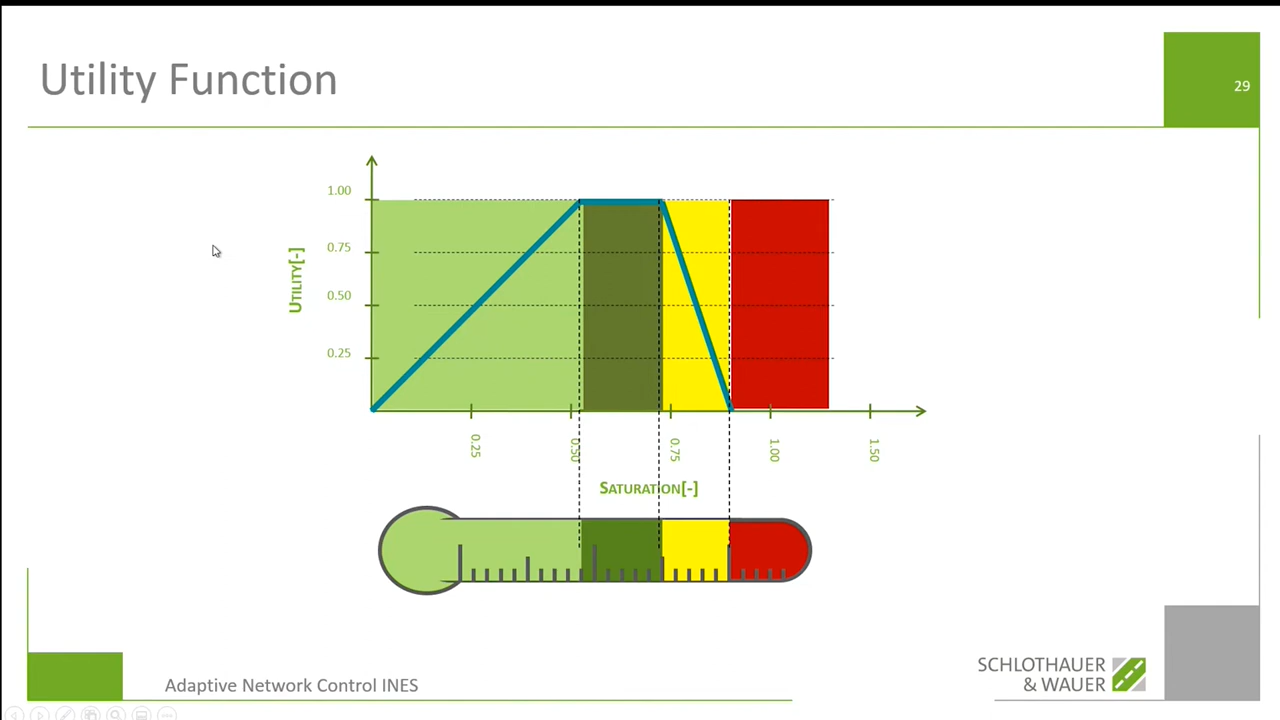 Utility Function
29
1.00
0.75
0.50
0.25
UTILITY[-]
0.25
0.50
0.75
1.00
1.50
SATURATION[-]
SCHLOTHAUER
& WAUER
Adaptive Network Control INES